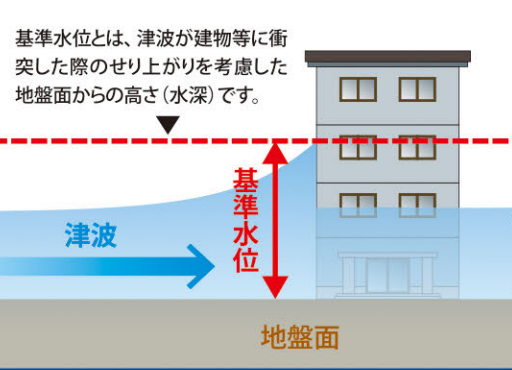 基準水位とは、津波が建物等に衝
突した際のせり上がりを考慮した
地盤面からの高さ（水深）です。
基準水位
津波
地盤面